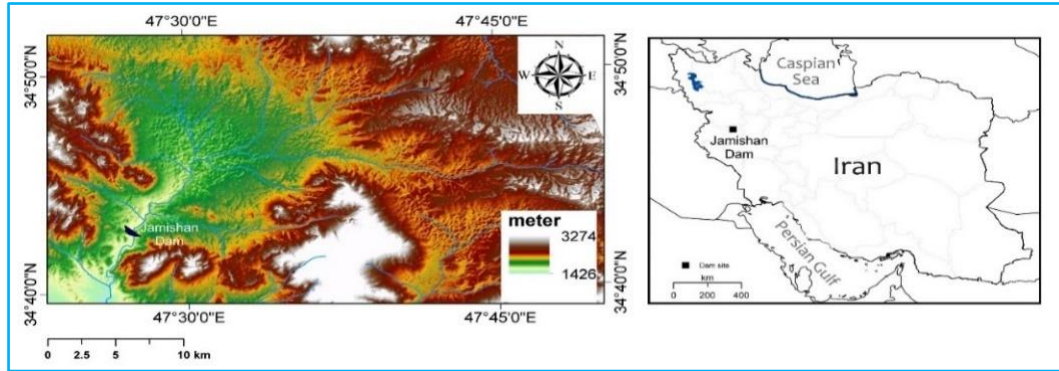 47°30'0"E
47°45'0"E
34°50'0"N
34°50'0"N
N
W
E
S
Jamishan
Dam
meter
3274
1426
34°40'0"N
34°40'0"N
47°30'0"E
47°45'0"E
0 2.5 5 10 km
Caspian
Sea
Jamishan
Dam
Iran
Persian Gulf
Dam site
km
0 200 400